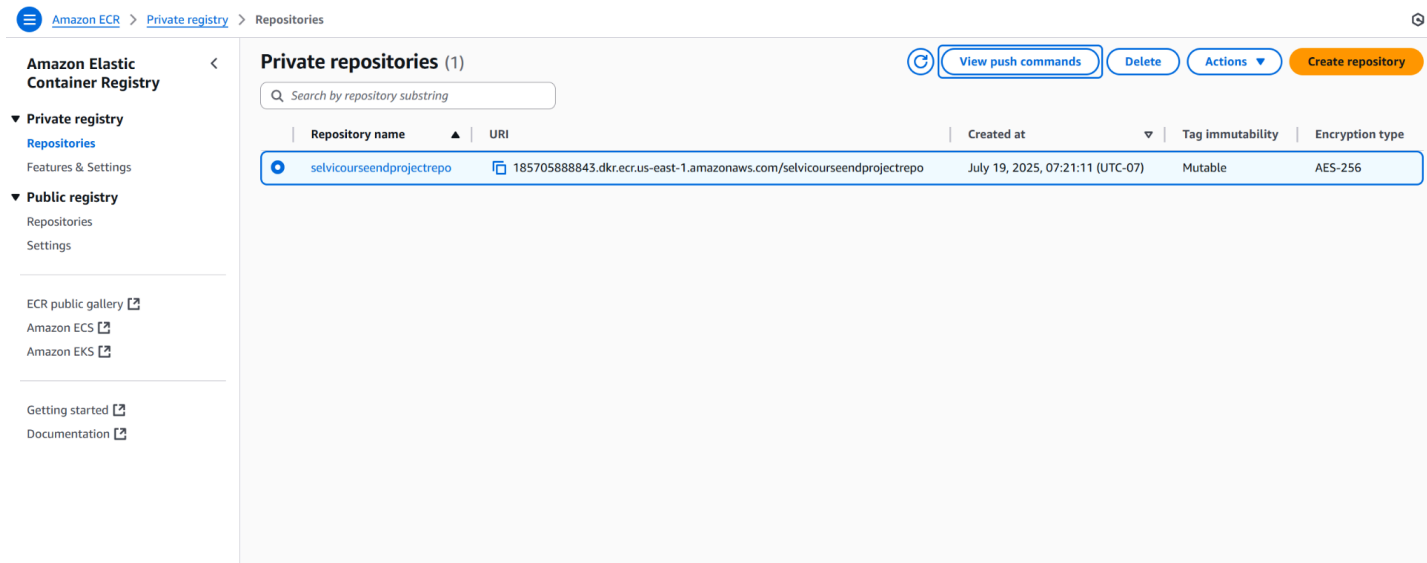 Amazon ECR > Private registry > Repositories
Amazon Elastic
Container Registry
Private registry
Repositories
Features & Settings
Public registry
Repositories
Settings
ECR public gallery
Amazon ECS
Amazon EKS
Getting started
Documentation
Private repositories (1)
View push commands Delete Actions Create repository
Search by repository substring
Repository name URI Created at Tag immutability Encryption type
selvicourseendprojectrepo 185705888843.dkr.ecr.us-east-1.amazonaws.com/selvicourseendprojectrepo July 19, 2025, 07:21:11 (UTC-07) Mutable AES-256